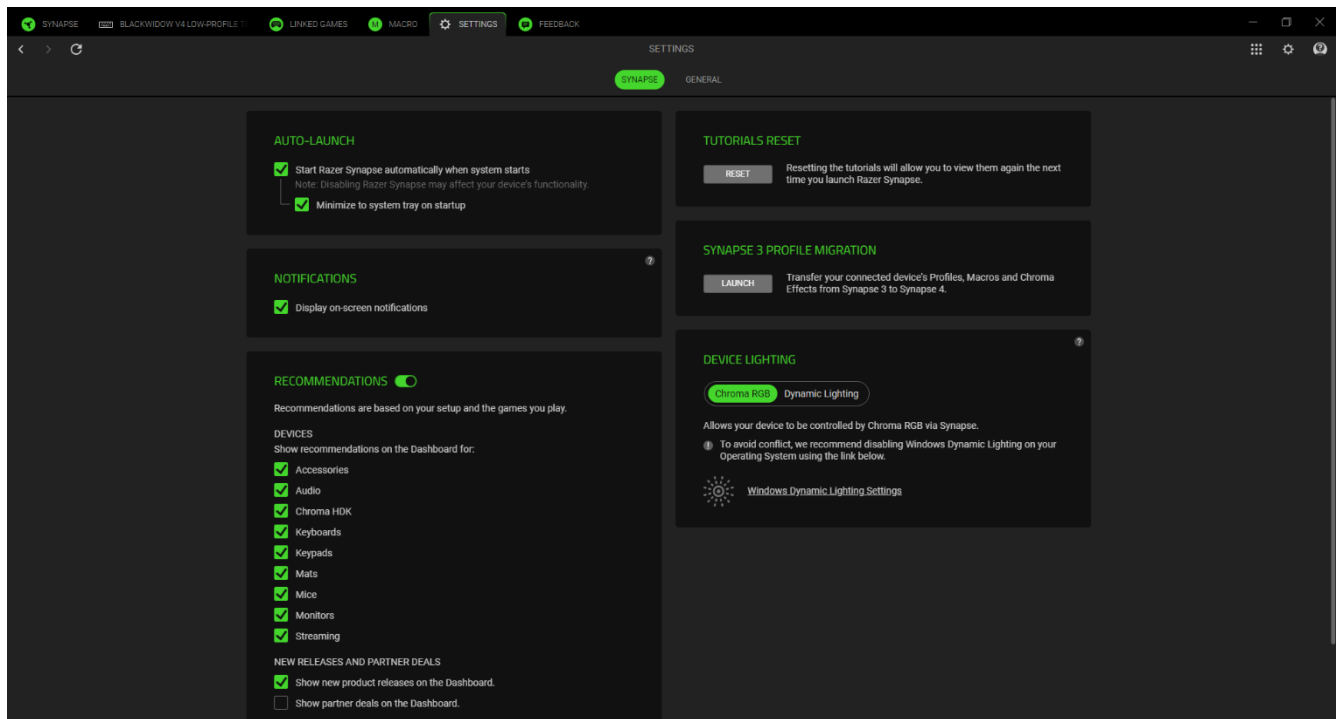 SYNAPSE
BLACKWIDOW V4 LOW-PROFILE
LINKED GAMES
M
MACRO
SETTINGS
FEEDBACK
SETTINGS
SYNAPSE
GENERAL
AUTO-LAUNCH
Start Razer Synapse automatically when system starts
Note: Disabling Razer Synapse may affect your device's functionality.
Minimize to system tray on startup
?
NOTIFICATIONS
Display on-screen notifications
RECOMMENDATIONS
Recommendations are based on your setup and the games you play.
DEVICES
Show recommendations on the Dashboard for:
Accessories
Audio
Chroma HDK
Keyboards
Keypads
Mats
Mice
Monitors
Streaming
NEW RELEASES AND PARTNER DEALS
Show new product releases on the Dashboard.
Show partner deals on the Dashboard.
TUTORIALS RESET
RESET
Resetting the tutorials will allow you to view them again the next
time you launch Razer Synapse.
SYNAPSE 3 PROFILE MIGRATION
LAUNCH
Transfer your connected device's Profiles, Macros and Chroma
Effects from Synapse 3 to Synapse 4.
?
DEVICE LIGHTING
Chroma RGB
Dynamic Lighting
Allows your device to be controlled by Chroma RGB via Synapse.
! To avoid conflict, we recommend disabling Windows Dynamic Lighting on your
Operating System using the link below.
Windows Dynamic Lighting Settings